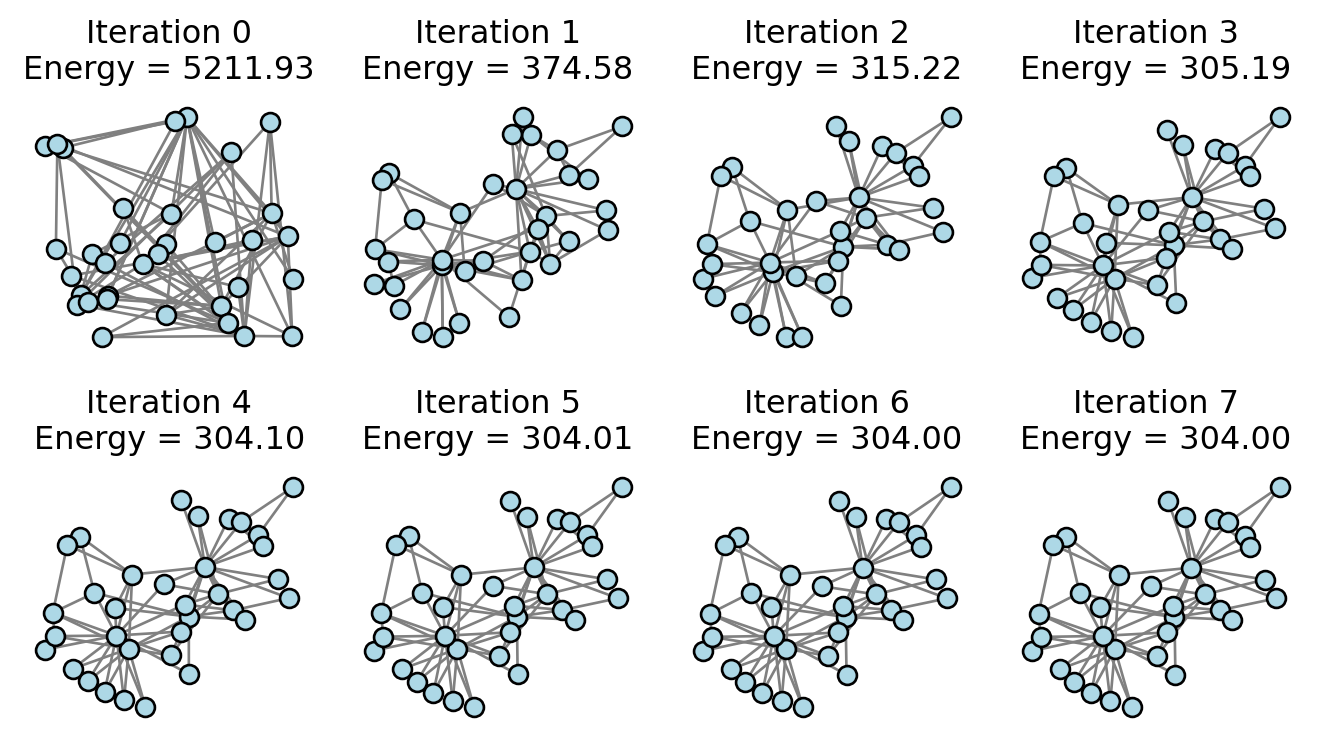 Iteration 0
Energy = 5211.93
Iteration 1
Energy = 374.58
Iteration 2
Energy = 315.22
Iteration 3
Energy = 305.19
Iteration 4
Energy = 304.10
Iteration 5
Energy = 304.01
Iteration 6
Energy = 304.00
Iteration 7
Energy = 304.00